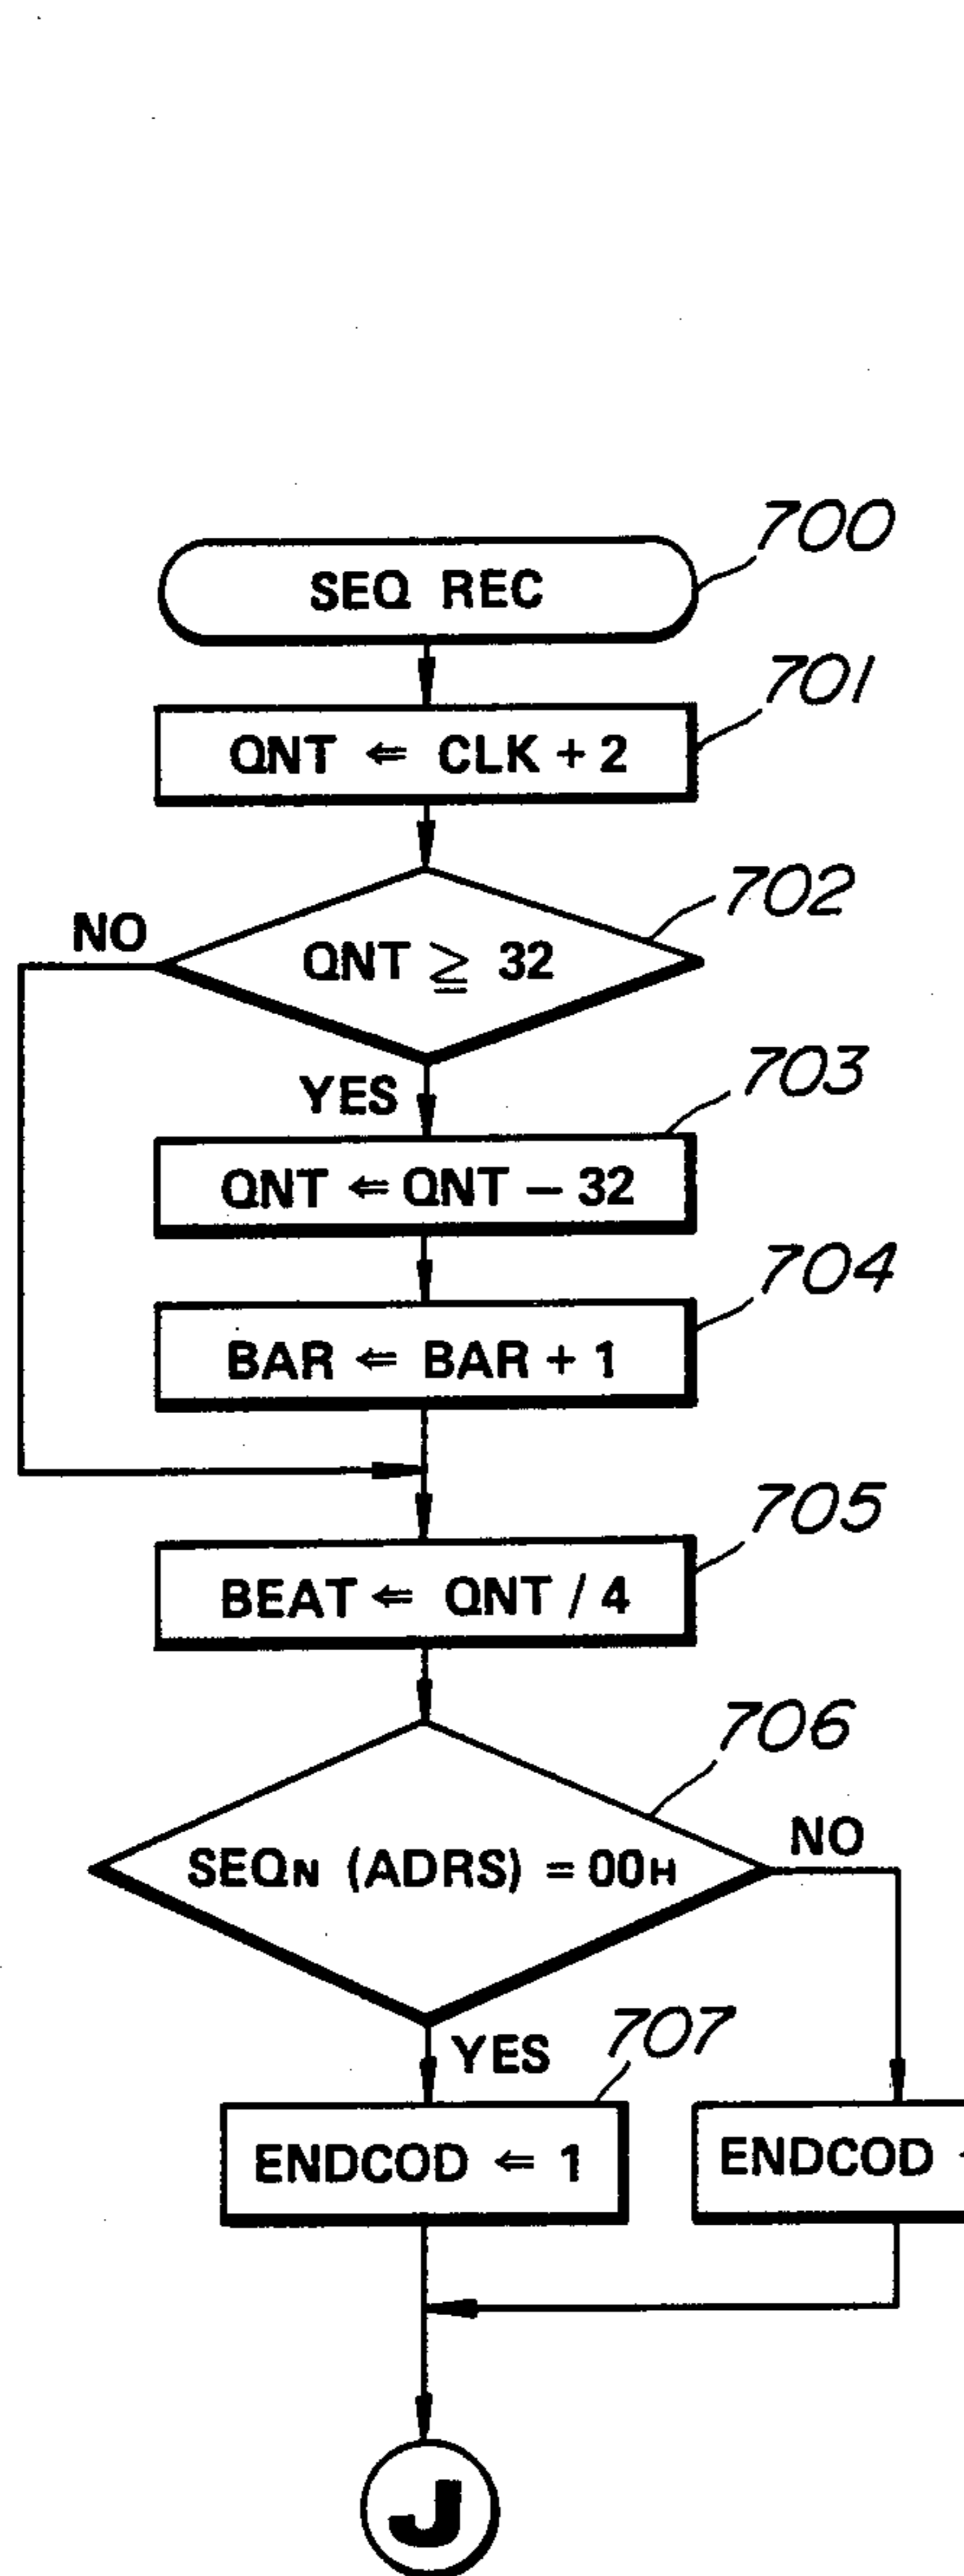 700
SEQ REC
701
QNT ⇐ CLK + 2
702
NO
QNT ≧ 32
YES
703
QNT ⇐ QNT − 32
704
BAR ⇐ BAR + 1
705
BEAT ⇐ QNT / 4
706
SEQN (ADRS) = 00H
NO
YES
707
ENDCOD ⇐ 1
ENDCOD
J